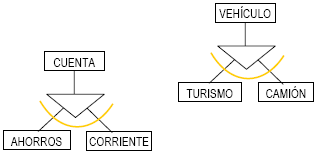 VEHÍCULO
CUENTA
TURISMO
CAMIÓN
AHORROS
CORRIENTE